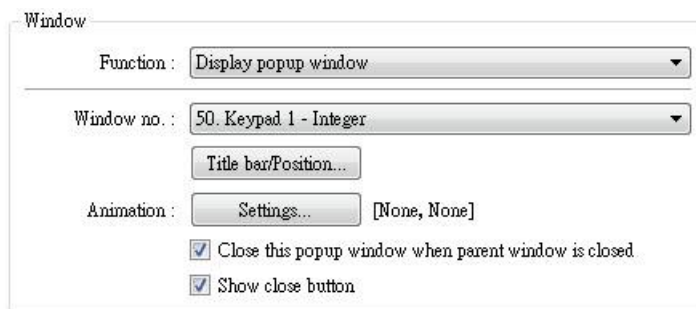 Window
Function : Display popup window
Window no. : 50. Keypad 1 - Integer
Title bar/Position...
Animation : Settings... [None, None]
Close this popup window when parent window is closed
Show close button